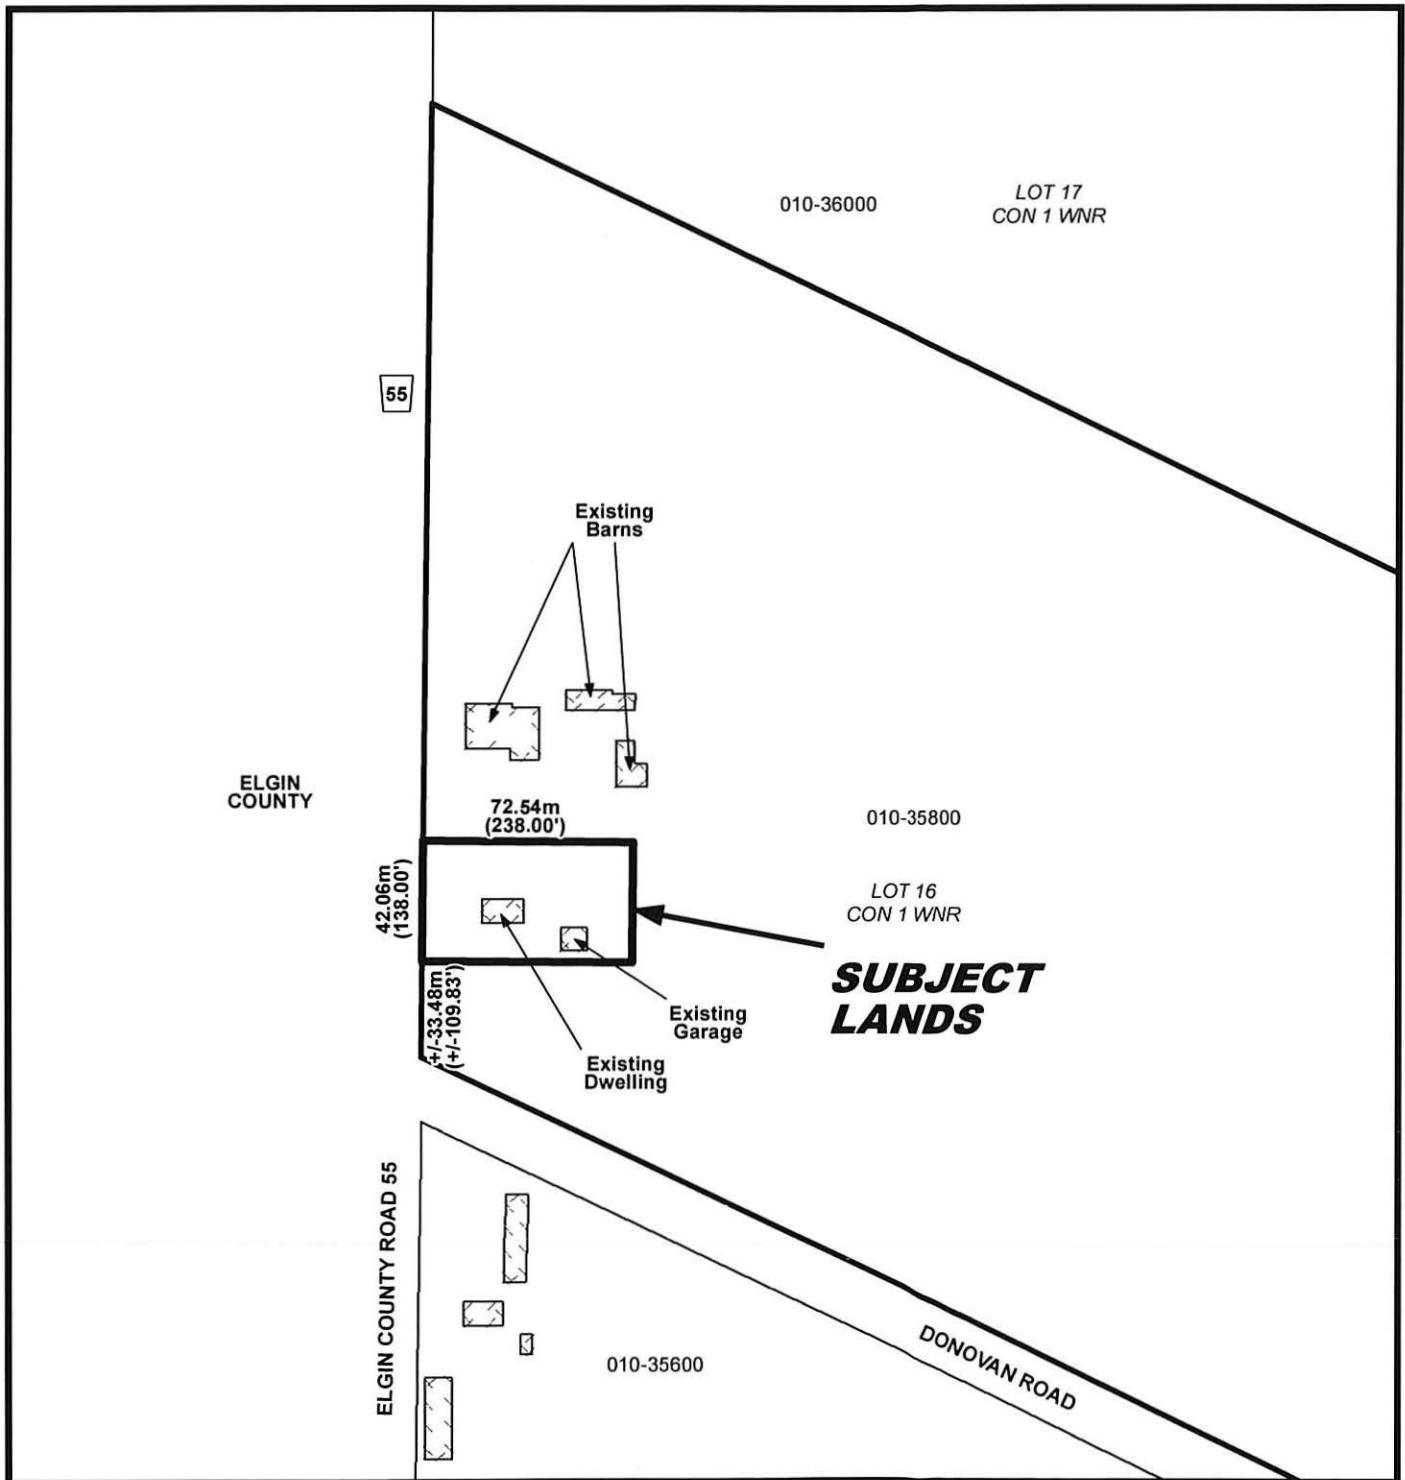 010-36000
LOT 17
CON 1 WNR
55
Existing
Barns
ELGIN
COUNTY
72.54m
(238.00')
010-35800
42.06m
(138.00')
LOT 16
CON 1 WNR
SUBJECT
LANDS
+/-33.48m
(+/-109.83')
Existing
Garage
Existing
Dwelling
ELGIN COUNTY ROAD 55
DONOVAN ROAD
010-35600